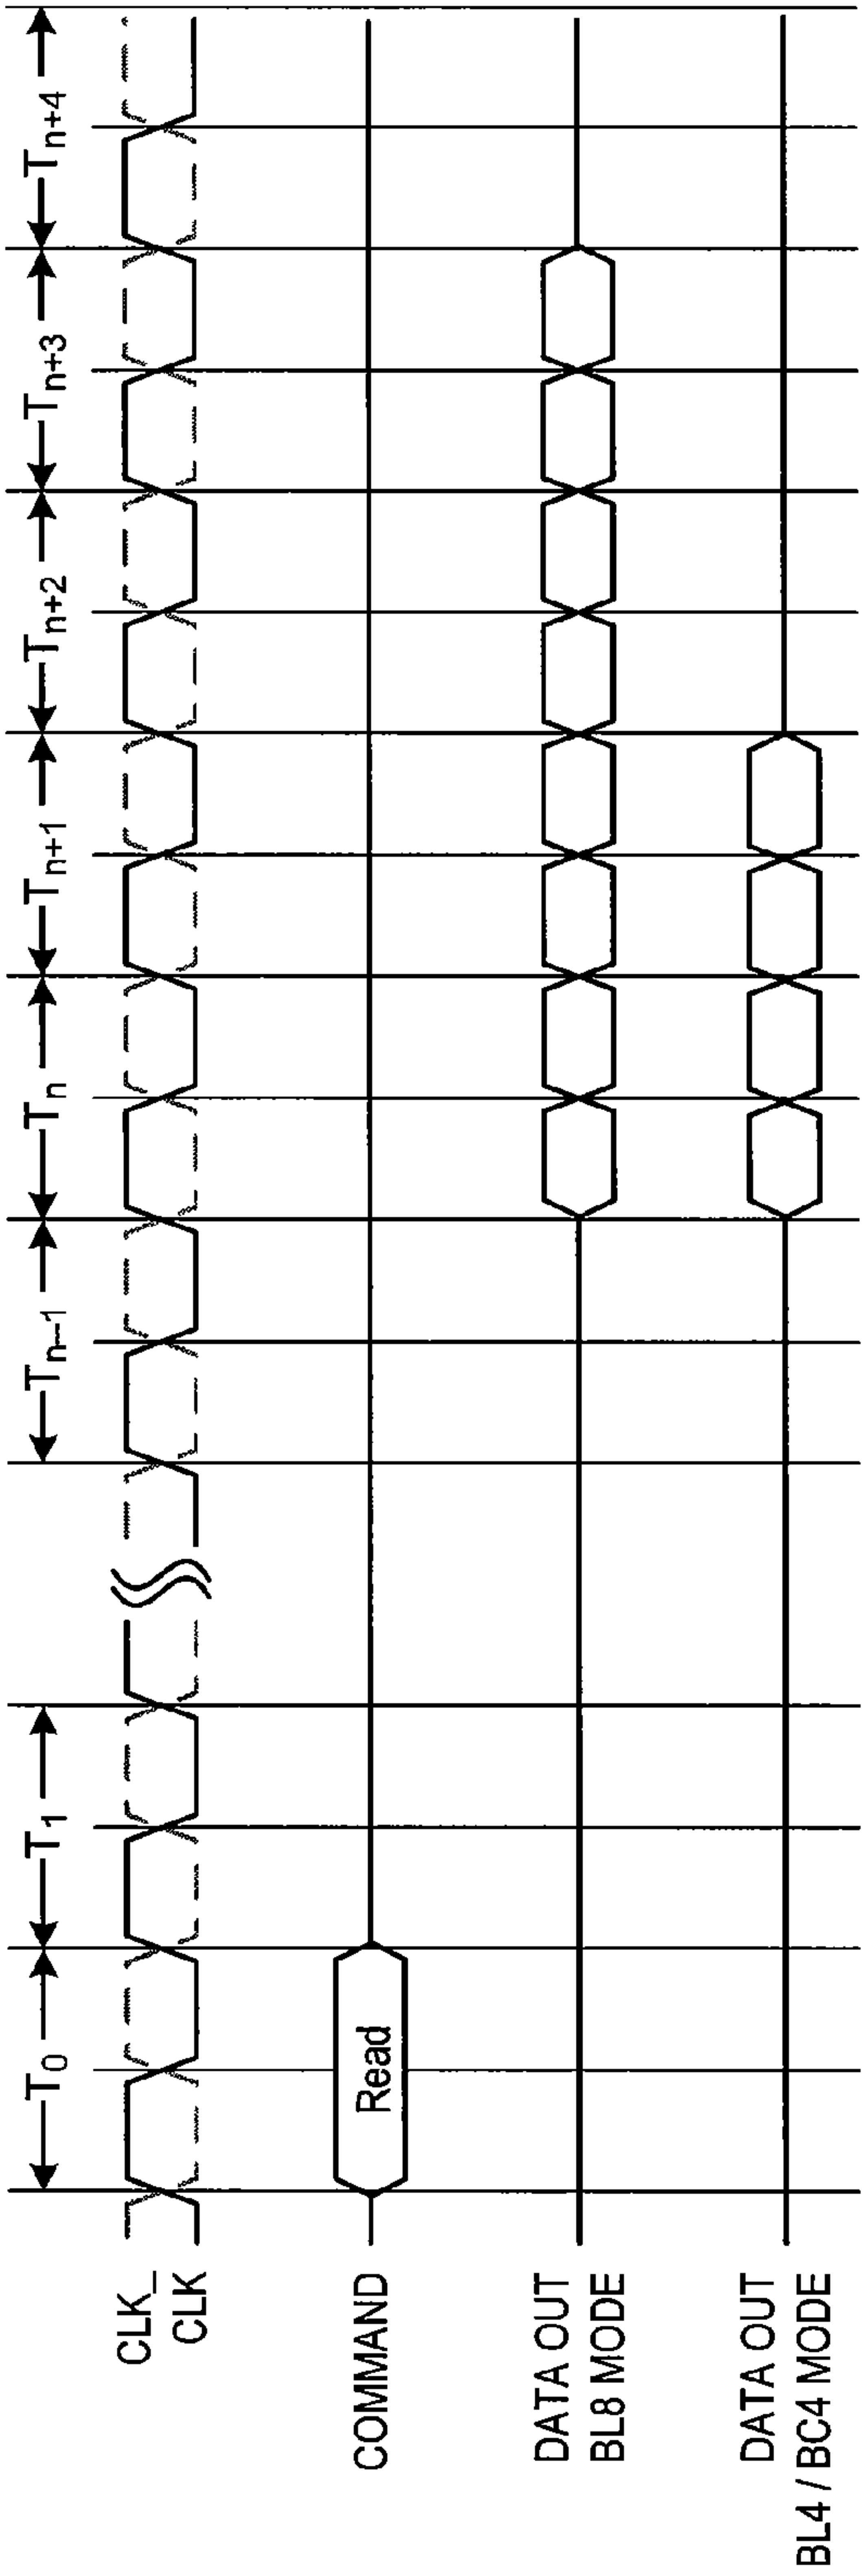 T0
T1
Tn–1
Tn
Tn+1
Tn+2
Tn+3
Tn+4
CLK_
CLK
COMMAND
Read
DATA OUT
BL8 MODE
DATA OUT
BL4 / BC4 MODE